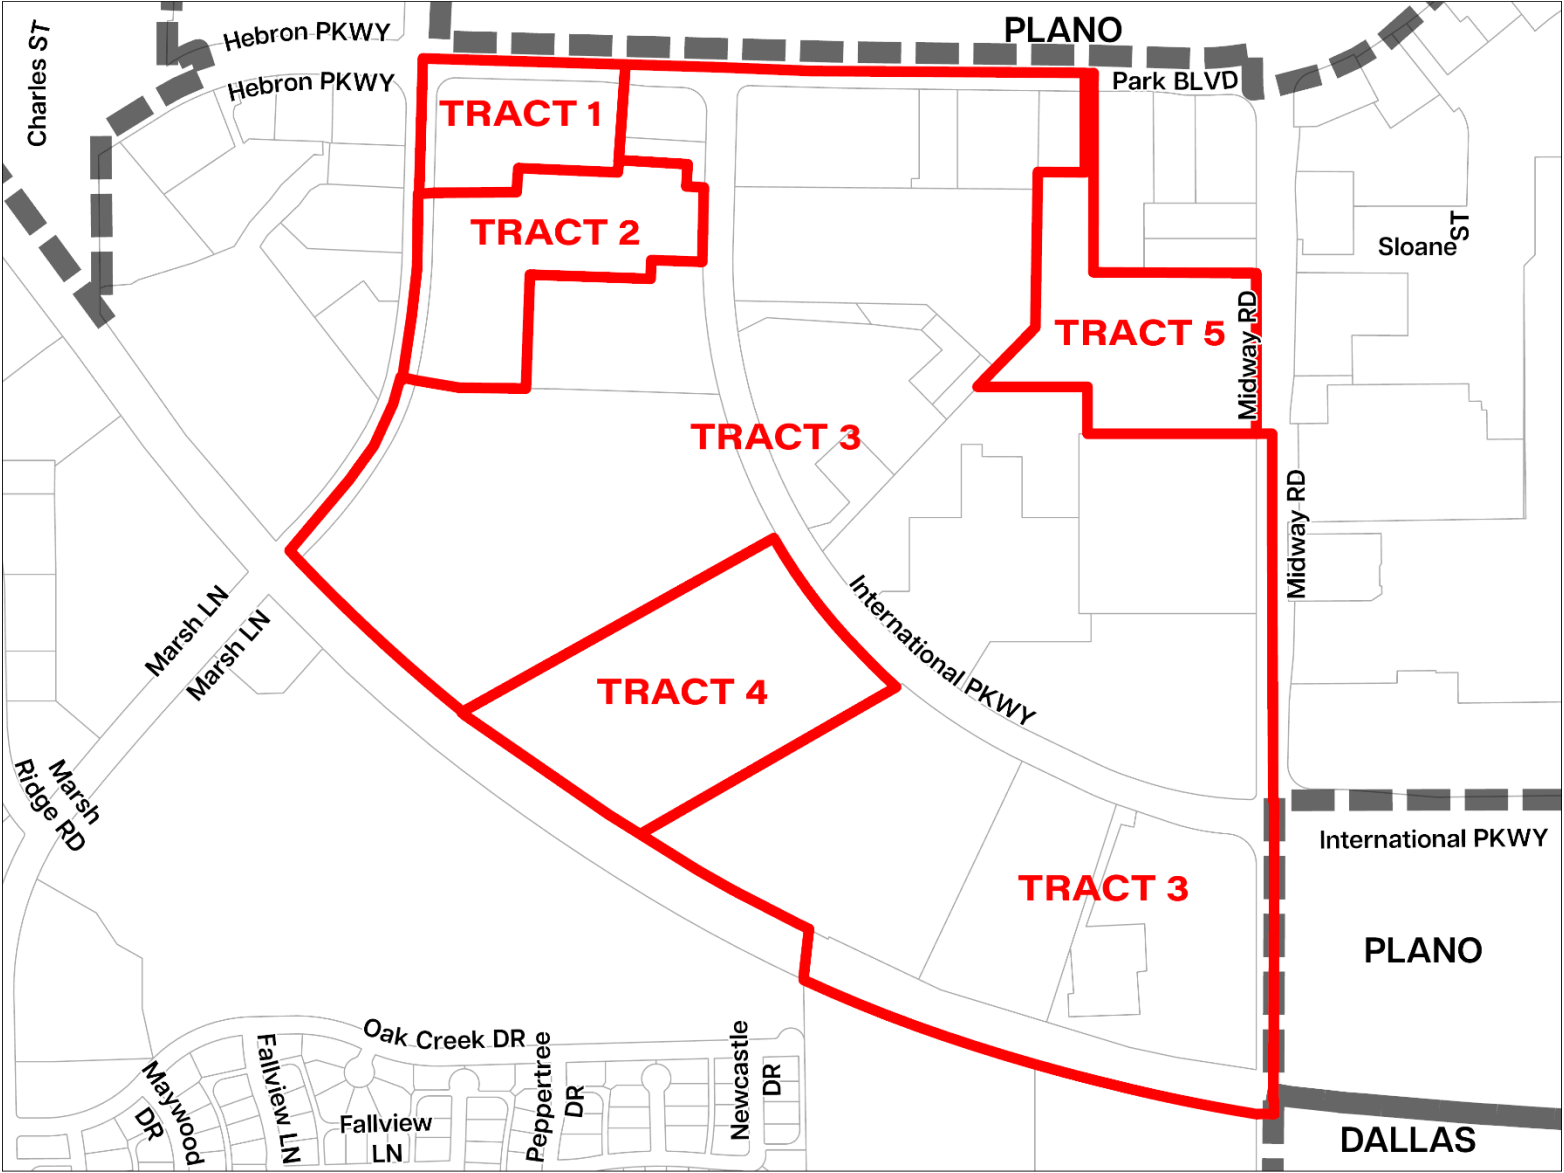 PLANO
Hebron PKWY
Charles ST
Hebron PKWY
Park BLVD
TRACT 1
TRACT 2
Sloane
ST
TRACT 5
Midway RD
TRACT 3
Midway RD
Marsh LN
Marsh LN
International PKWY
TRACT 4
Marsh
Ridge RD
International PKWY
TRACT 3
PLANO
Oak Creek DR
Fallview LN
Maywood
DR
Fallview
LN
Peppertree
DR
Newcastle
DR
DALLAS